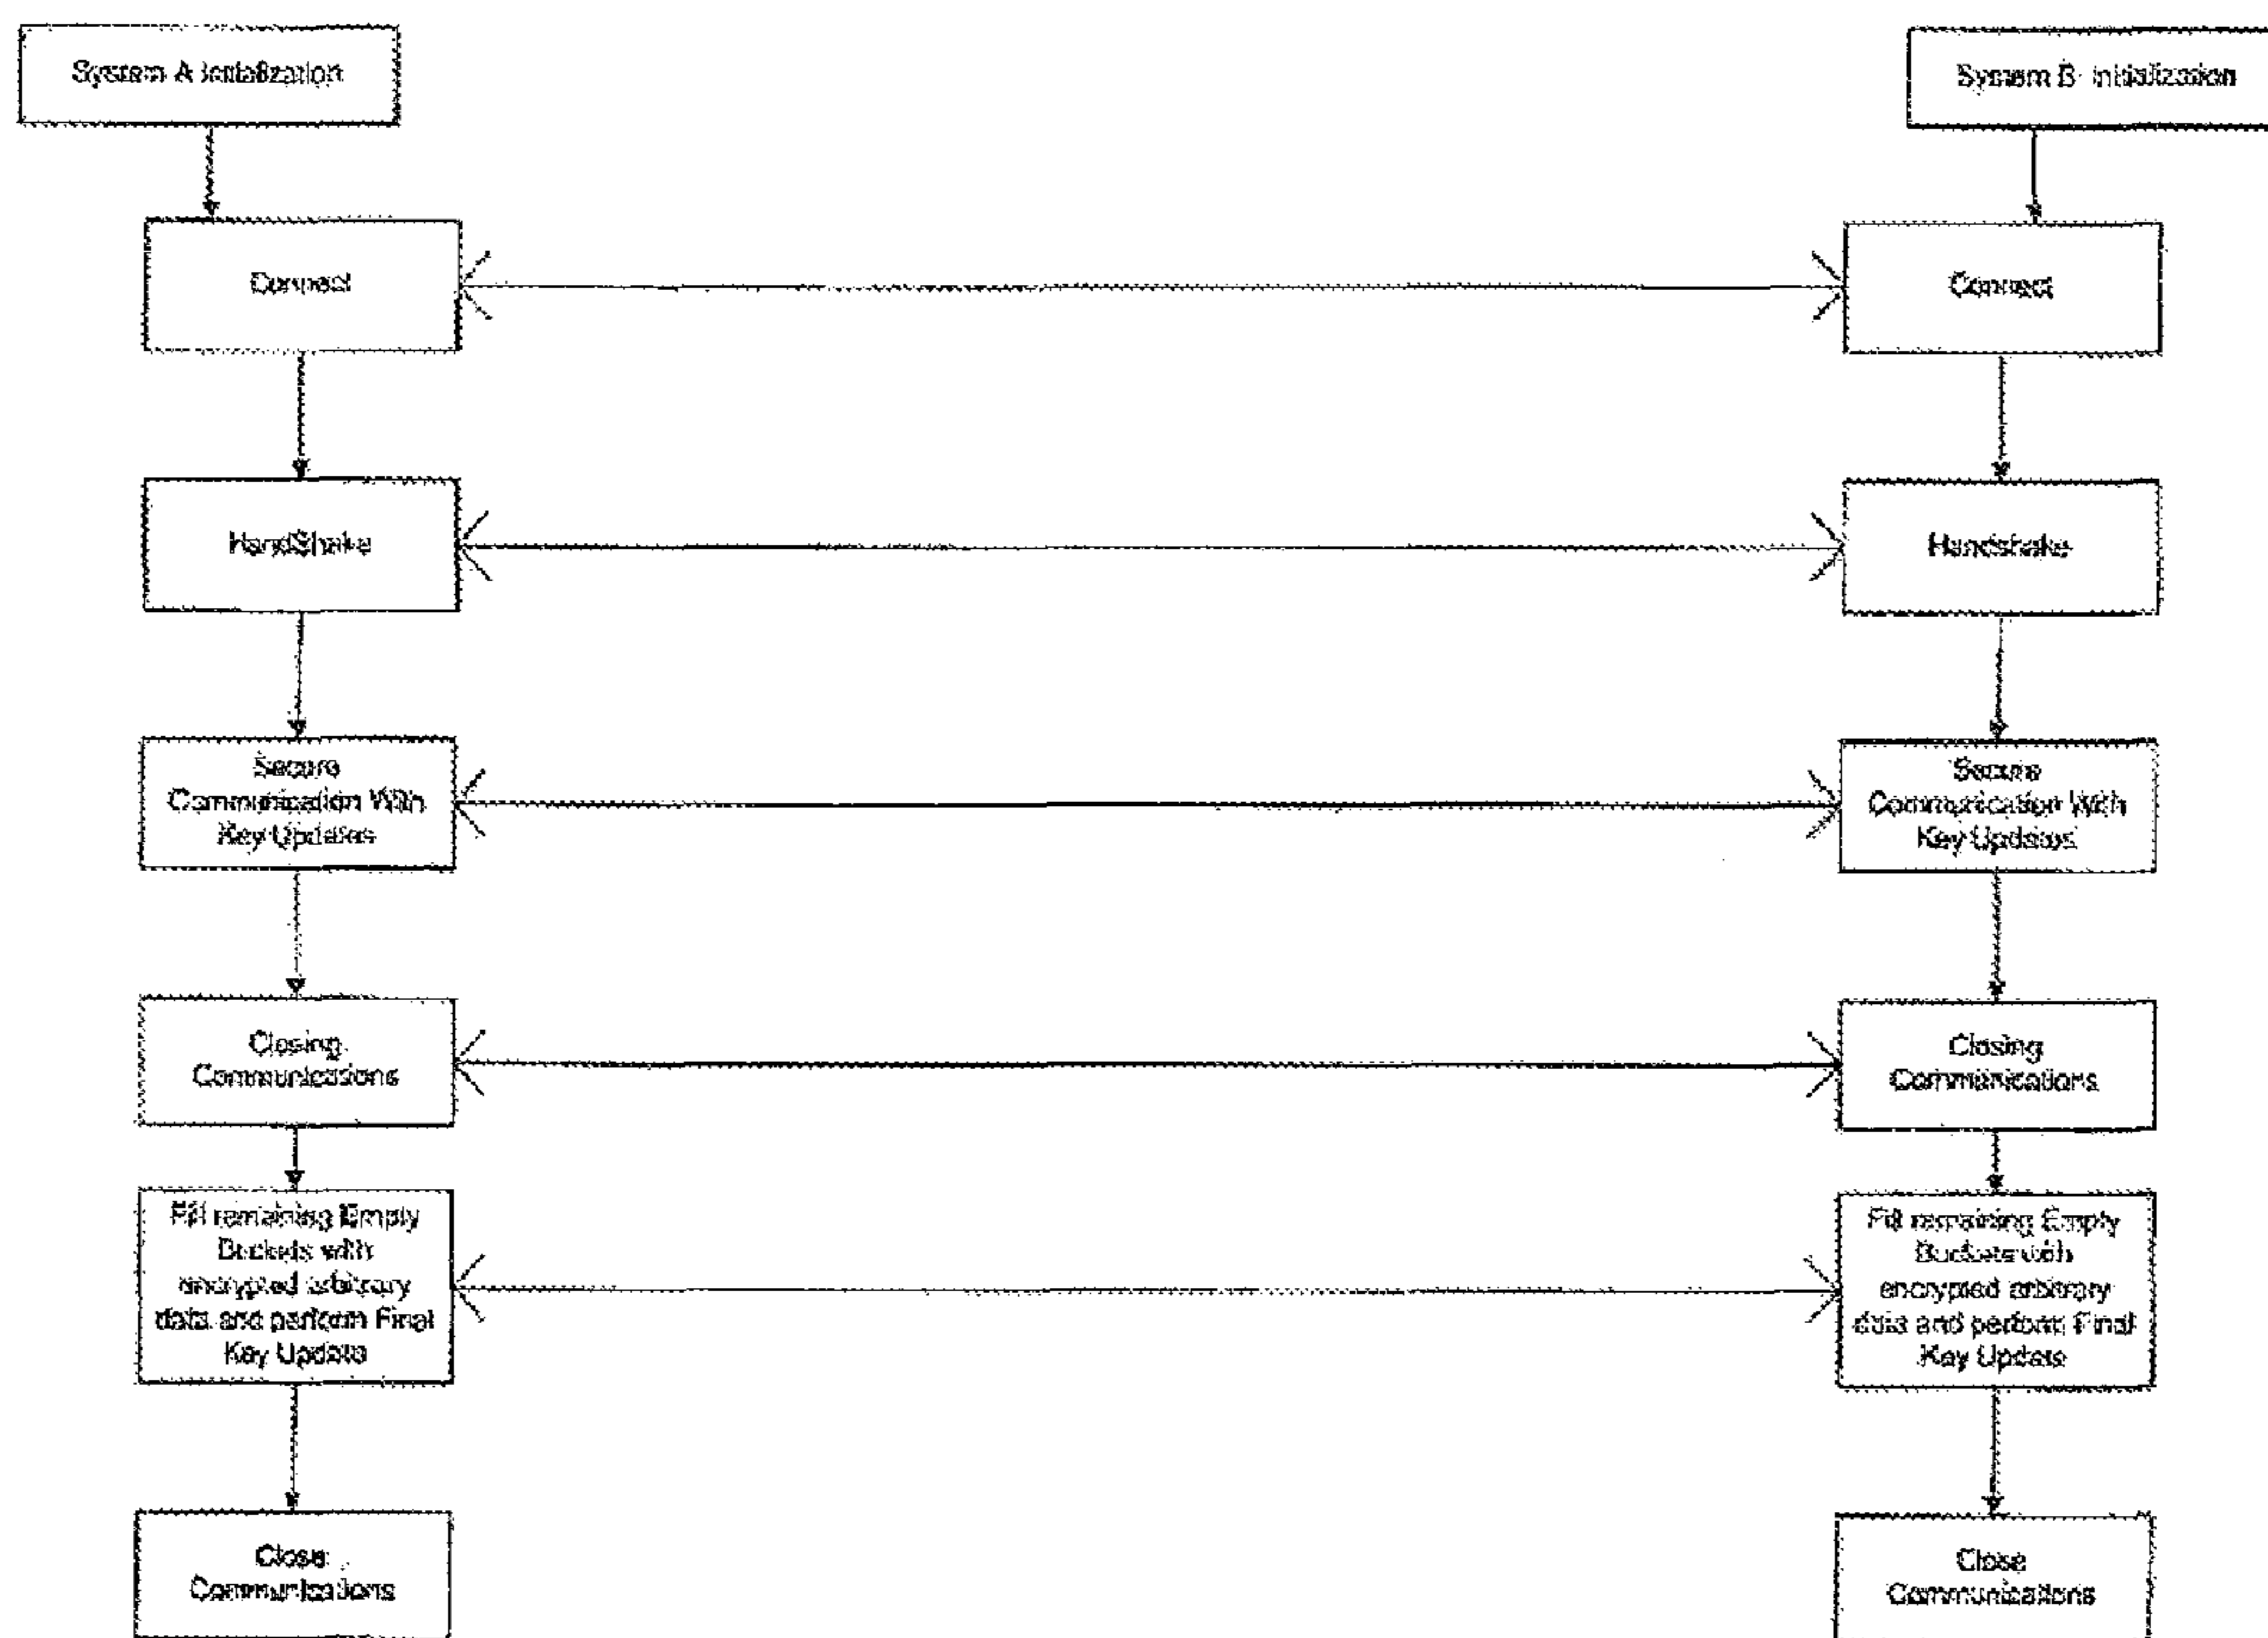 System A Initialization
System B Initialization
Connect
Connect
HandShake
Handshake
Secure
Communication With
Key Updates
Secure
Communication With
Key Updates
Closing
Communications
Closing
Communications
Fill remaining Empty
Buckets with
encrypted arbitrary
data and perform Final
Key Update
Fill remaining Empty
Buckets with
encrypted arbitrary
data and perform Final
Key Update
Close
Communications
Close
Communications